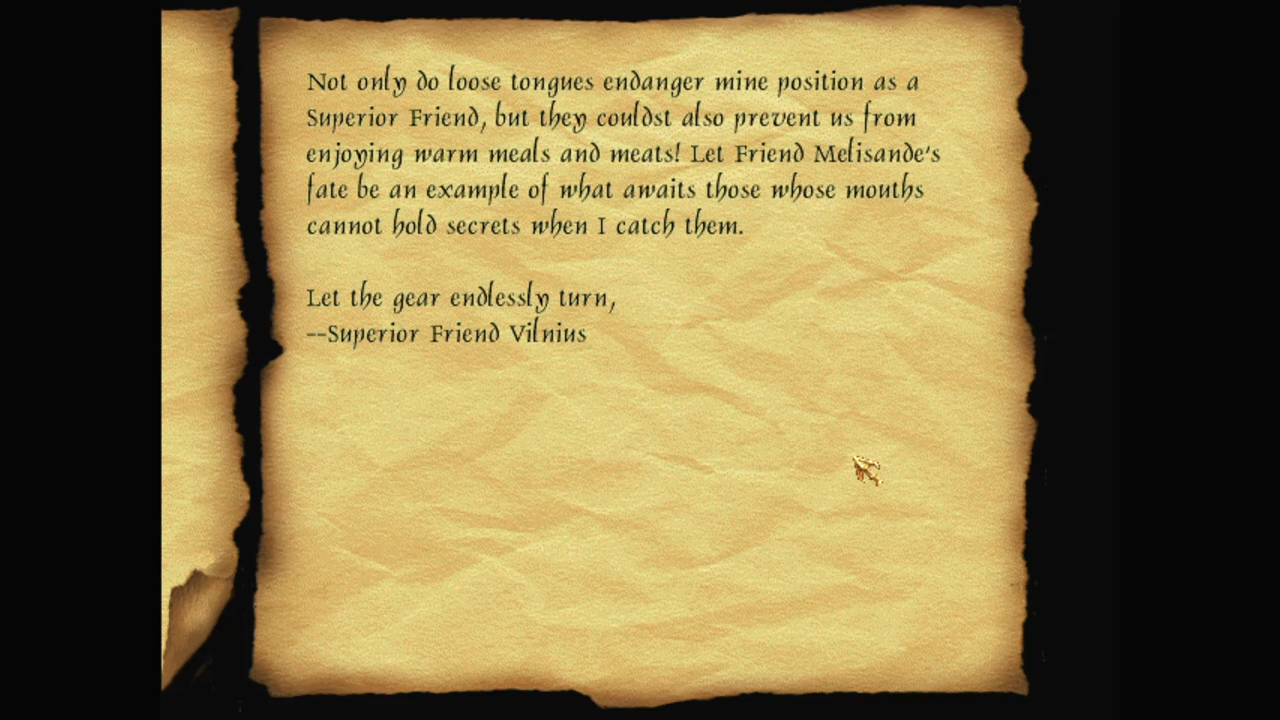 Not only do loose tongues endanger mine position as a
Superior Friend, but they couldst also prevent us from
enjoying warm meals and meats! Let Friend Melisande's
fate be an example of what awaits those whose mouths
cannot hold secrets when I catch them.
Let the gear endlessly turn,
--Superior Friend Vilnius